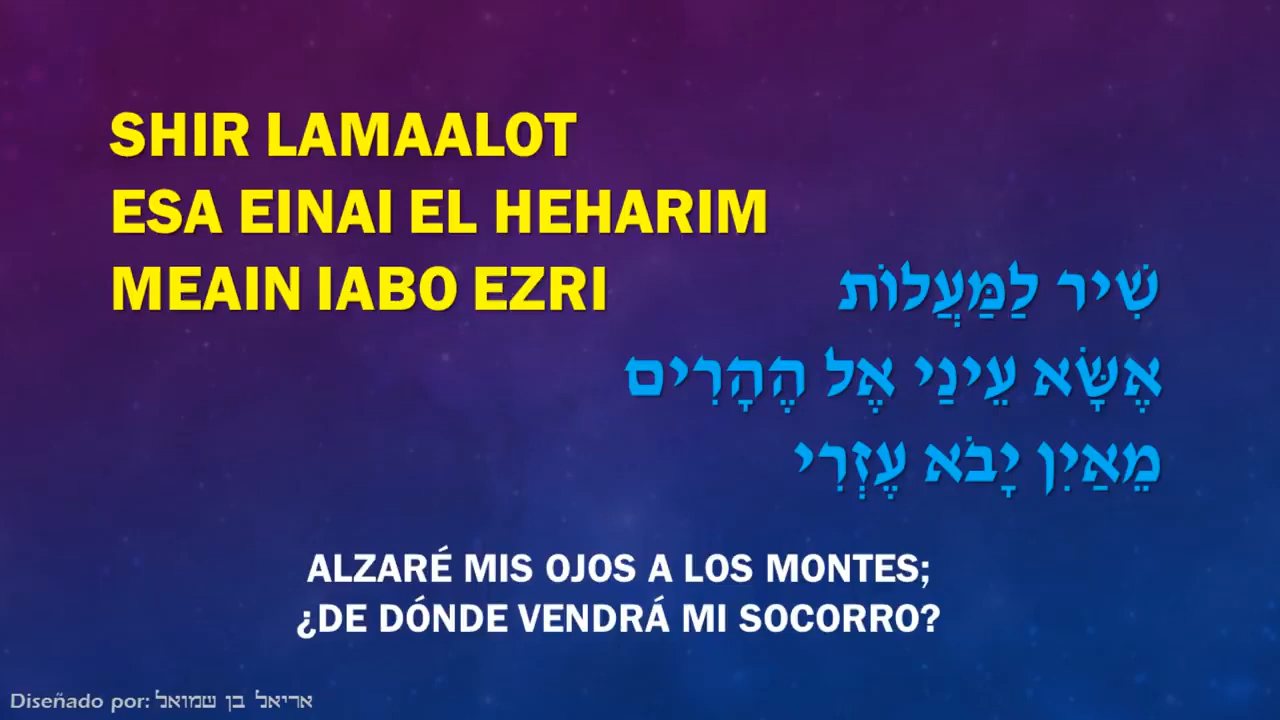 SHIR LAMAALOT
ESA EINAI EL HEHARIM
MEAIN IABO EZRI
שִׁיר לַמַּעֲלוֹת
אֶשָּׂא עֵינַי אֶל הֶהָרִים
מֵאַיִן יָבֹא עֶזְרִי
ALZARÉ MIS OJOS A LOS MONTES;
¿DE DÓNDE VENDRÁ MI SOCORRO?
Diseñado por: אריאל בן שמואל